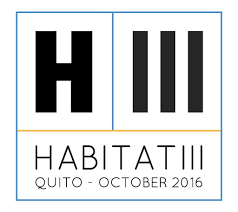 H III
HABITAT III
QUITO - OCTOBER 2016